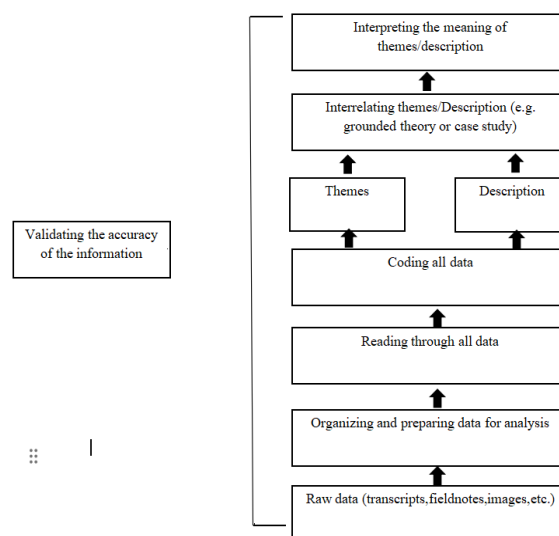 Interpreting the meaning of
themes/description
Interrelating themes/Description (e.g.
grounded theory or case study)
Themes
Description
Validating the accuracy
of the information
Coding all data
Reading through all data
Organizing and preparing data for analysis
Raw data (transcripts,fieldnotes,images,etc.)